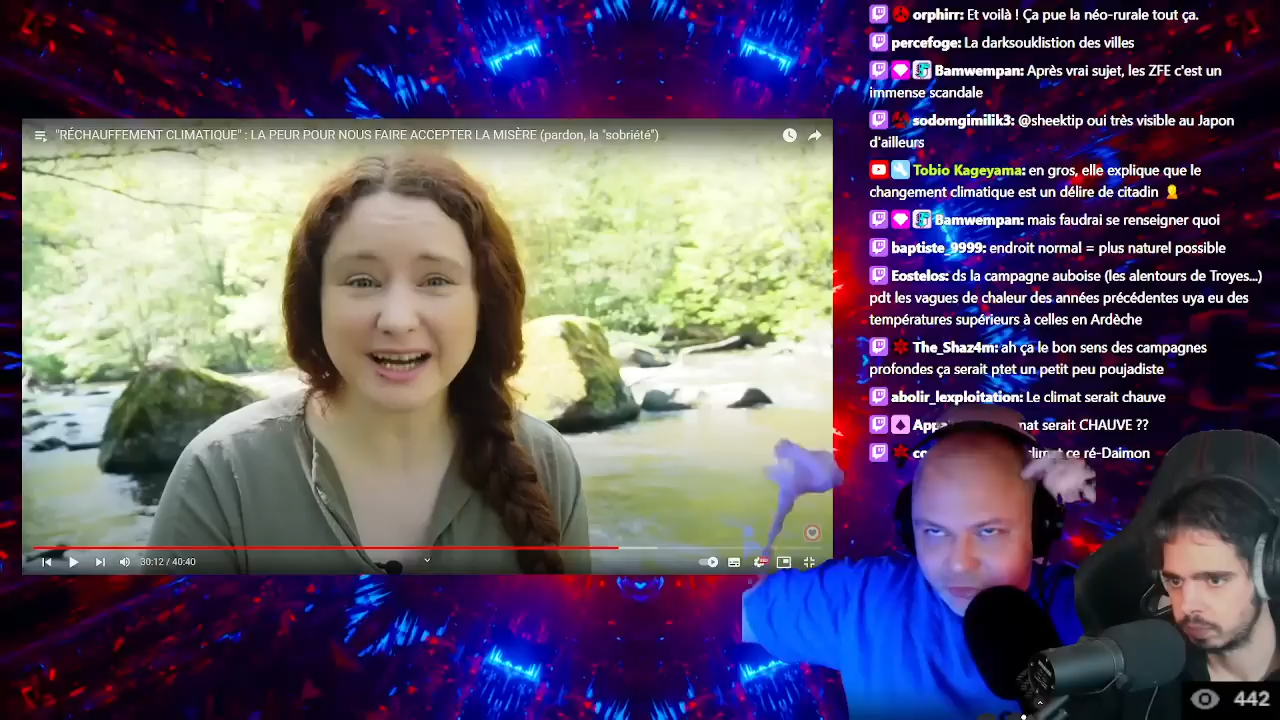 "RÉCHAUFFEMENT CLIMATIQUE" : LA PEUR POUR NOUS FAIRE ACCEPTER LA MISÈRE (pardon, la "sobriété")
30:12 / 40:40
orphirr: Et voilà ! Ça pue la néo-rurale tout ça.
percefoge: La darksouklistion des villes
Bamwempan: Après vrai sujet, les ZFE c'est un
immense scandale
sodomgimilik3: @sheektip oui très visible au Japon
d'ailleurs
Tobio Kageyama: en gros, elle explique que le
changement climatique est un délire de citadin
Bamwempan: mais faudrai se renseigner quoi
baptiste_9999: endroit normal = plus naturel possible
Eostelos: ds la campagne auboise (les alentours de Troyes...)
pdt les vagues de chaleur des années précédentes uya eu des
températures supérieurs à celles en Ardèche
The_Shaz4m: ah ça le bon sens des campagnes
profondes ça serait ptet un petit peu poujadiste
abolir_lexploitation: Le climat serait chauve
serait CHAUVE ??
ce ré-Daimon
442